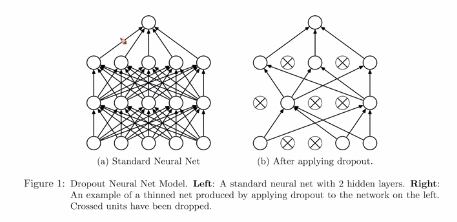 (a) Standard Neural Net
(b) After applying dropout.
Figure 1: Dropout Neural Net Model. Left: A standard neural net with 2 hidden layers. Right:
An example of a thinned net produced by applying dropout to the network on the left.
Crossed units have been dropped.